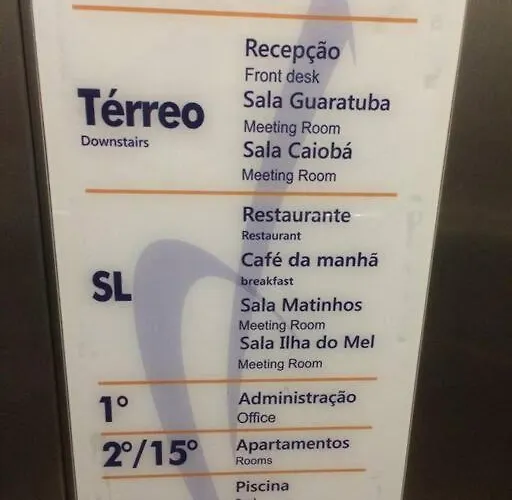 Recepção
Front desk
Térreo
Downstairs
Sala Guaratuba
Meeting Room
Sala Caiobá
Meeting Room
Restaurante
Restaurant
SL
Café da manhã
breakfast
Sala Matinhos
Meeting Room
Sala Ilha do Mel
Meeting Room
1° Administração
Office
2°/15° Apartamentos
Rooms
Piscina